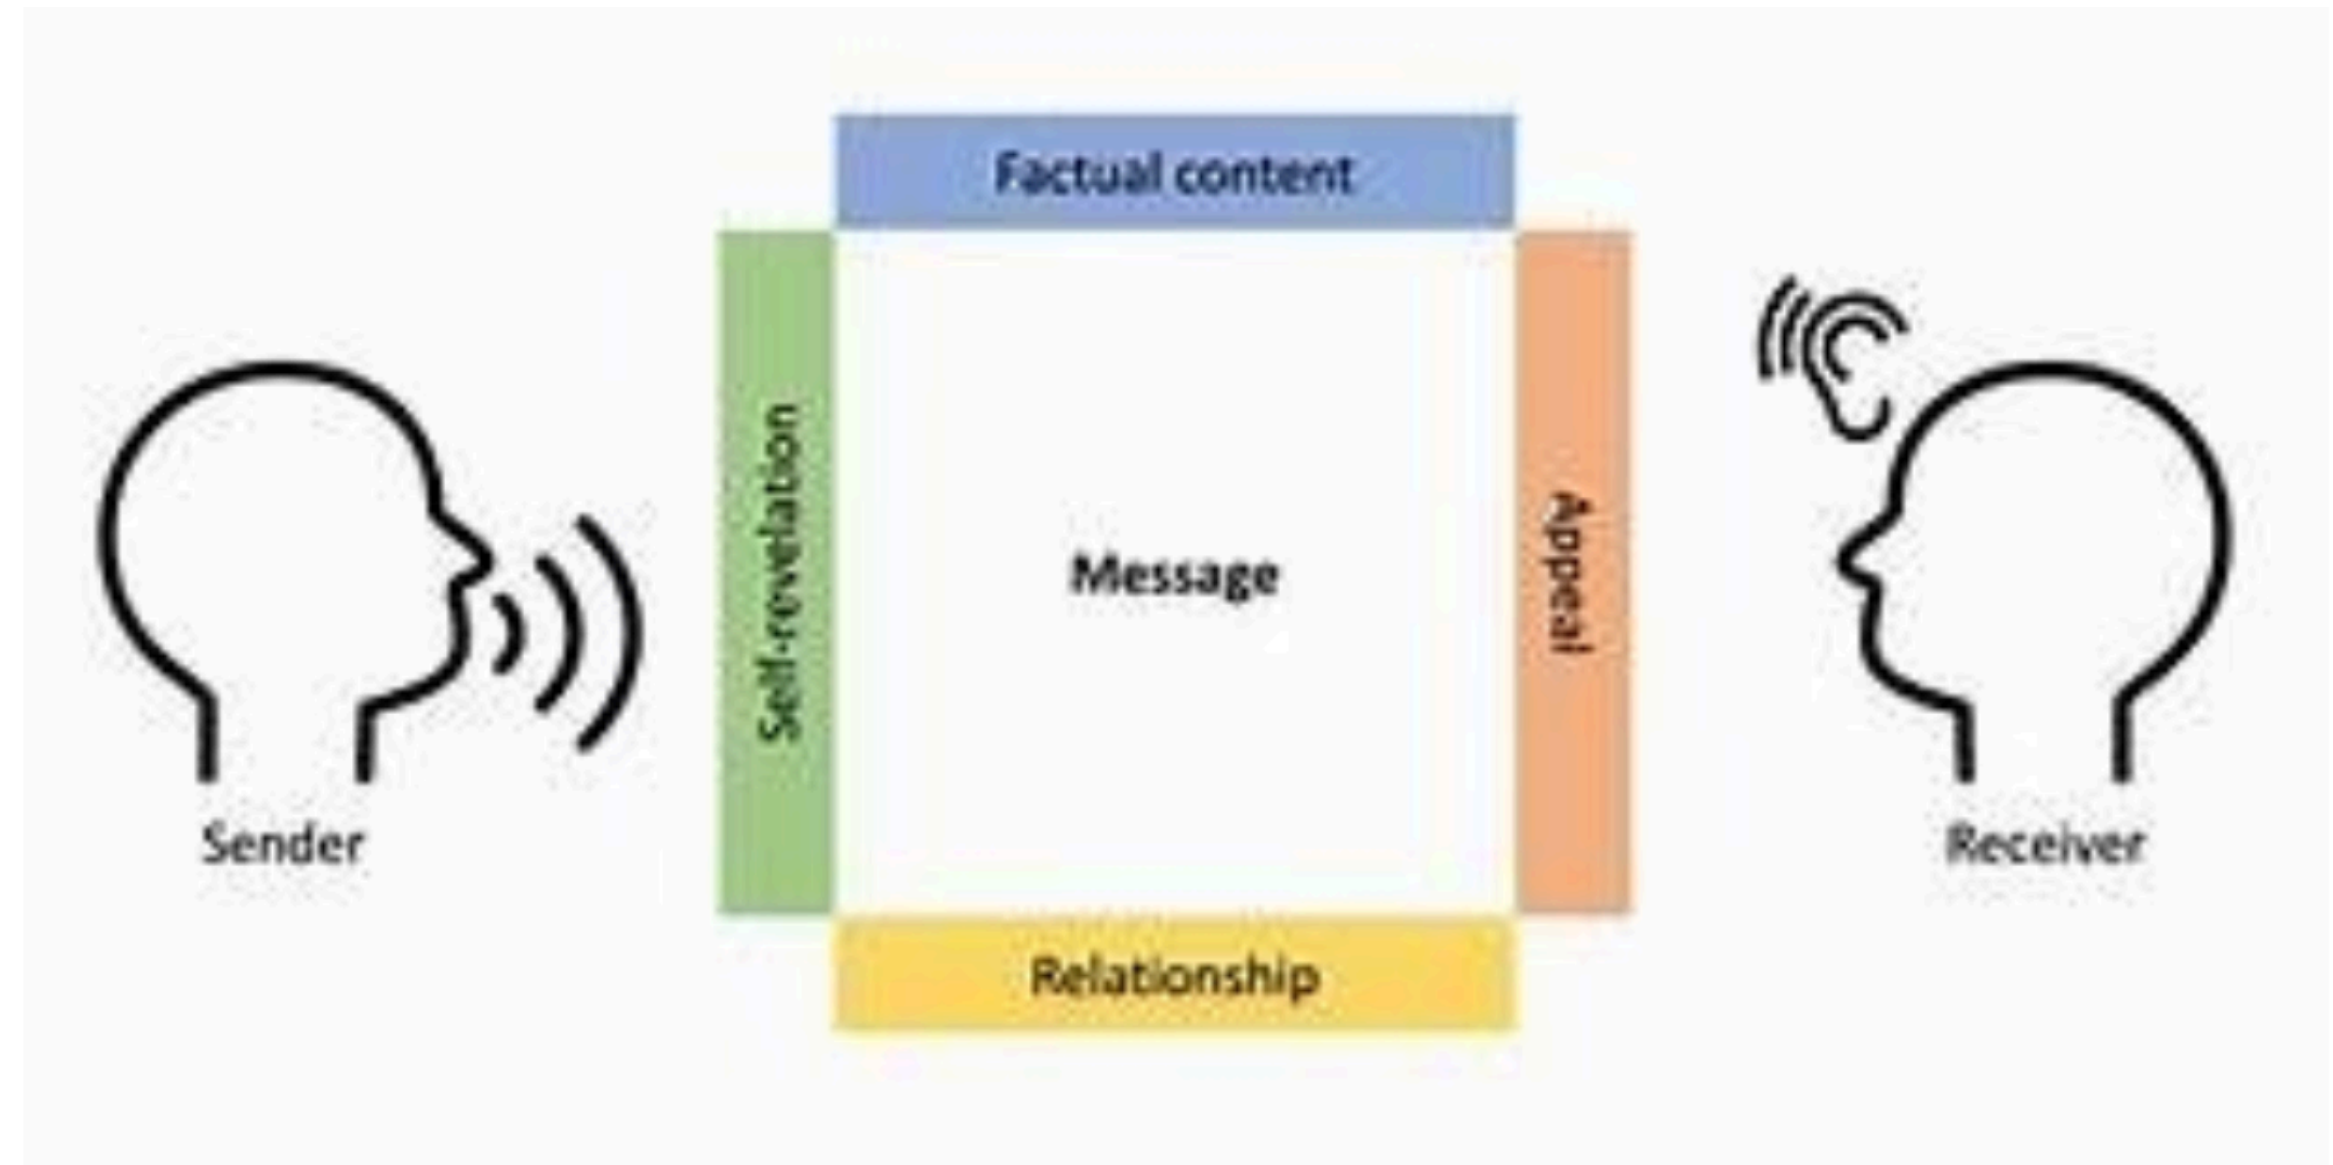 Factual content
Self-revelation
Message
Appeal
Sender
Receiver
Relationship